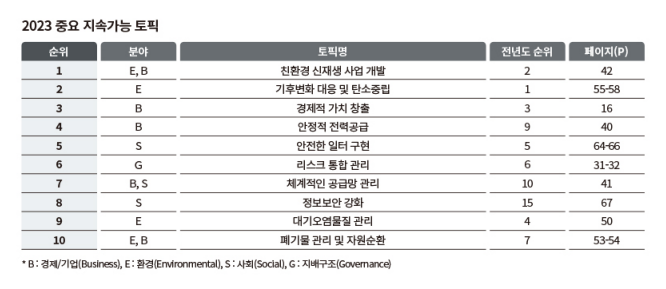 2023 중요 지속가능 토픽
순위 분야 토픽명 전년도 순위 페이지(P)
1 E, B 친환경 신재생 사업 개발 2 42
2 E 기후변화 대응 및 탄소중립 1 55-58
3 B 경제적 가치 창출 3 16
4 B 안정적 전력공급 9 40
5 S 안전한 일터 구현 5 64-66
6 G 리스크 통합 관리 6 31-32
7 B, S 체계적인 공급망 관리 10 41
8 S 정보보안 강화 15 67
9 E 대기오염물질 관리 4 50
10 E, B 폐기물 관리 및 자원순환 7 53-54
* B : 경제/기업(Business), E : 환경(Environmental), S : 사회(Social), G : 지배구조(Governance)